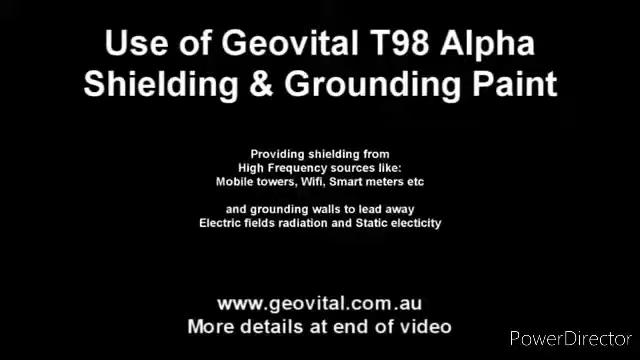 Use of Geovital T98 Alpha
Shielding & Grounding Paint
Providing shielding from
High Frequency sources like:
Mobile towers, Wifi, Smart meters etc
and grounding walls to lead away
Electric fields radiation and Static electicity
www.geovital.com.au
More details at end of video
PowerDirector